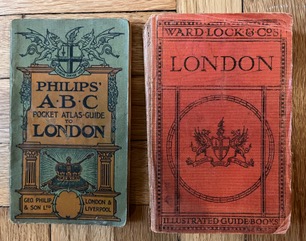 PHILIPS'
A·B·C
POCKET ATLAS-GUIDE
TO
LONDON
GEO. PHILIP
& SON LTD
LONDON &
LIVERPOOL
WARD·LOCK & Cos
LONDON
ILLUSTRATED GUIDE BOOKS